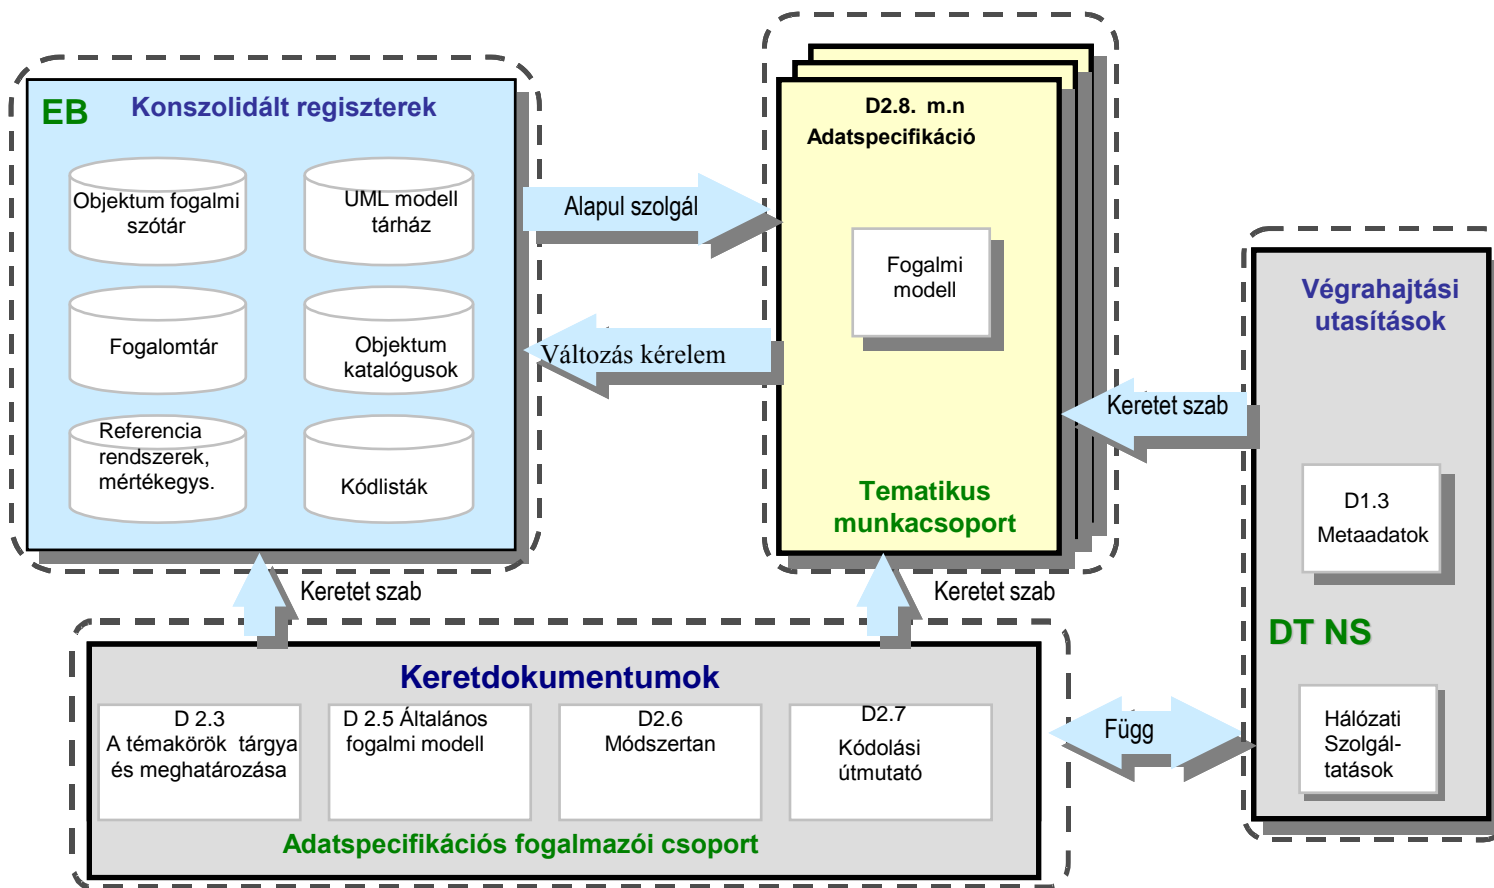 EB
Konszolidált regiszterek
Objektum fogalmi
szótár
UML modell
tárház
Fogalomtár
Objektum
katalógusok
Referencia
rendszerek,
mértékegys.
Kódlisták
Alapul szolgál
Változás kérelem
D2.8. m.n
Adatspecifikáció
Fogalmi
modell
Tematikus
munkacsoport
Keretet szab
Végrahajtási
utasítások
D1.3
Metaadatok
DT NS
Hálózati
Szolgál-
tatások
Keretet szab
Keretet szab
Keretdokumentumok
D 2.3
A témakörök tárgya
és meghatározása
D 2.5 Általános
fogalmi modell
D2.6
Módszertan
D2.7
Kódolási
útmutató
Adatspecifikációs fogalmazói csoport
Függ